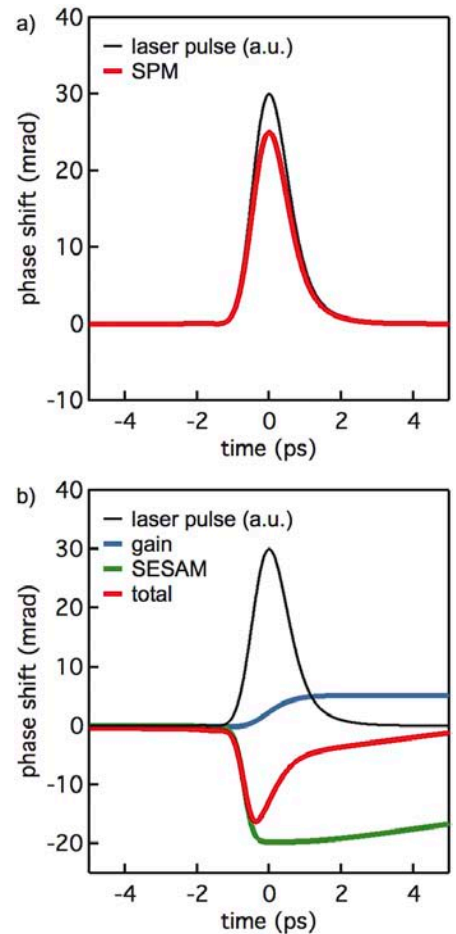 a)
40
30
20
10
0
-10
phase shift (mrad)
laser pulse (a.u.)
SPM
-4 -2 0 2 4
time (ps)
b)
40
30
20
10
0
-10
-20
phase shift (mrad)
laser pulse (a.u.)
gain
SESAM
total
-4 -2 0 2 4
time (ps)